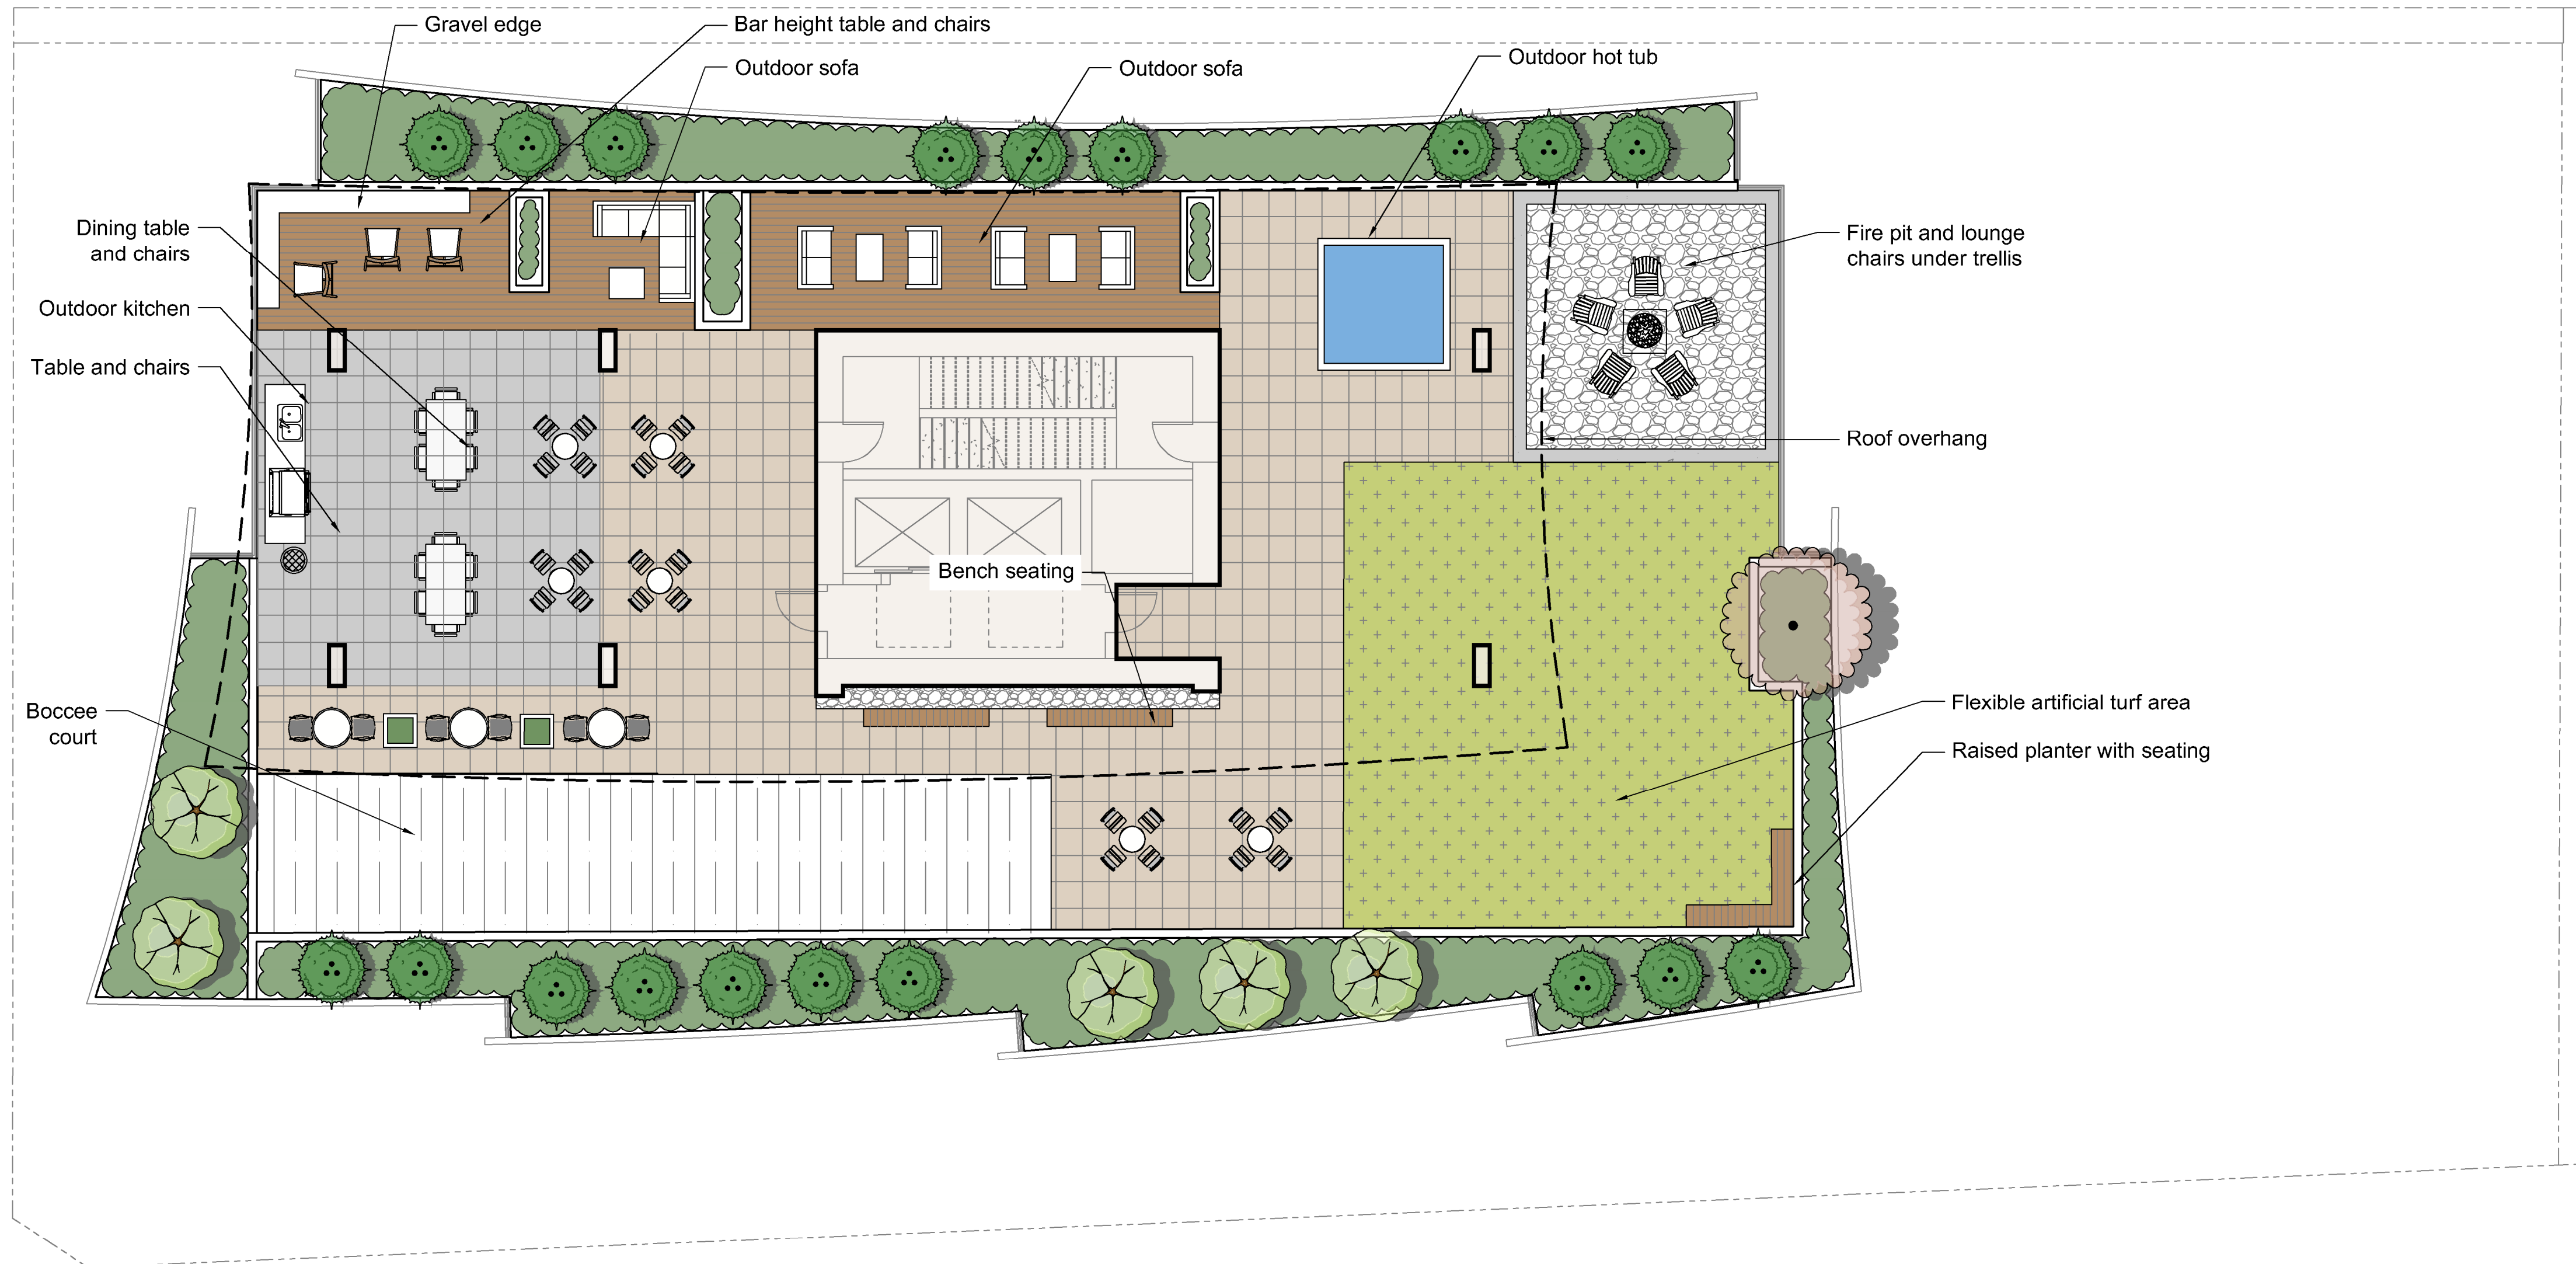 Gravel edge
Bar height table and chairs
Outdoor sofa
Outdoor sofa
Outdoor hot tub
Dining table
and chairs
Fire pit and lounge
chairs under trellis
Outdoor kitchen
Table and chairs
Roof overhang
Bench seating
Boccee
court
Flexible artificial turf area
Raised planter with seating